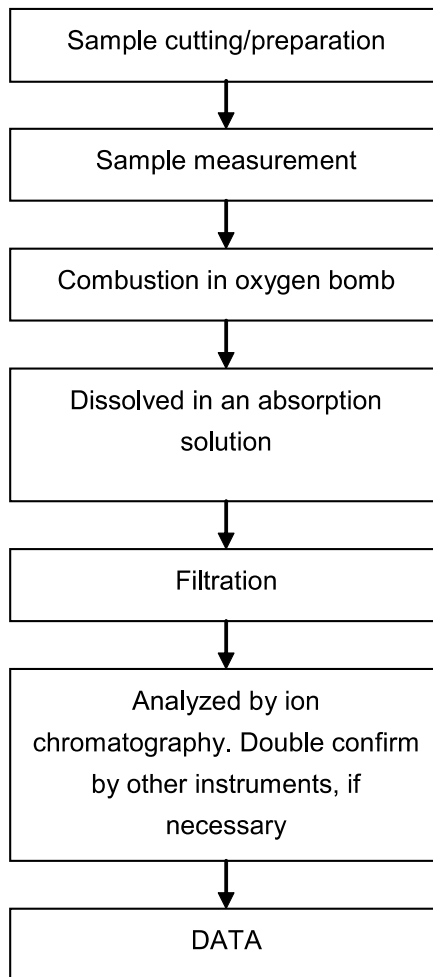 Sample cutting/preparation
Sample measurement
Combustion in oxygen bomb
Dissolved in an absorption
solution
Filtration
Analyzed by ion
chromatography. Double confirm
by other instruments, if
necessary
DATA